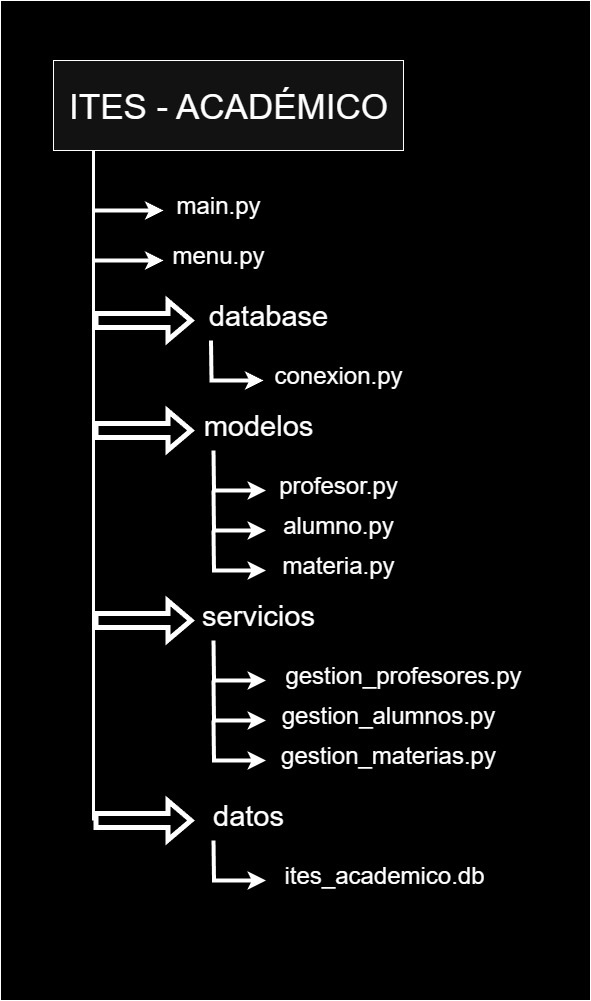 ITES - ACADÉMICO
main.py
menu.py
database
conexion.py
modelos
profesor.py
alumno.py
materia.py
servicios
gestion_profesores.py
gestion_alumnos.py
gestion_materias.py
datos
ites_academico.db